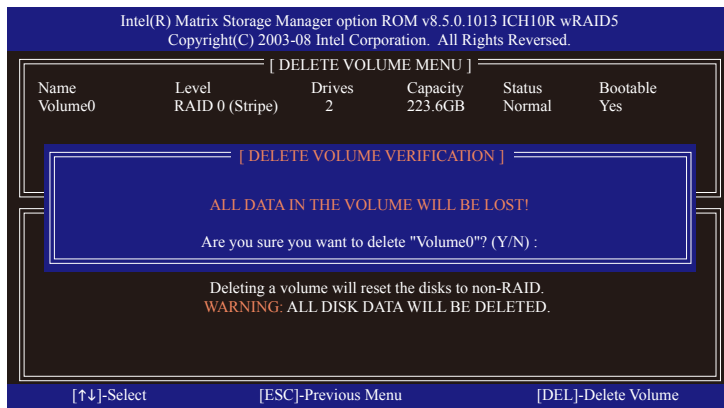 Intel(R) Matrix Storage Manager option ROM v8.5.0.1013 ICH10R wRAID5
Copyright(C) 2003-08 Intel Corporation. All Rights Reversed.
[ DELETE VOLUME MENU ]
Name Level Drives Capacity Status Bootable
Volume0 RAID 0 (Stripe) 2 223.6GB Normal Yes
[ DELETE VOLUME VERIFICATION ]
ALL DATA IN THE VOLUME WILL BE LOST!
Are you sure you want to delete "Volume0"? (Y/N) :
Deleting a volume will reset the disks to non-RAID.
WARNING: ALL DISK DATA WILL BE DELETED.
[↑↓]-Select [ESC]-Previous Menu [DEL]-Delete Volume